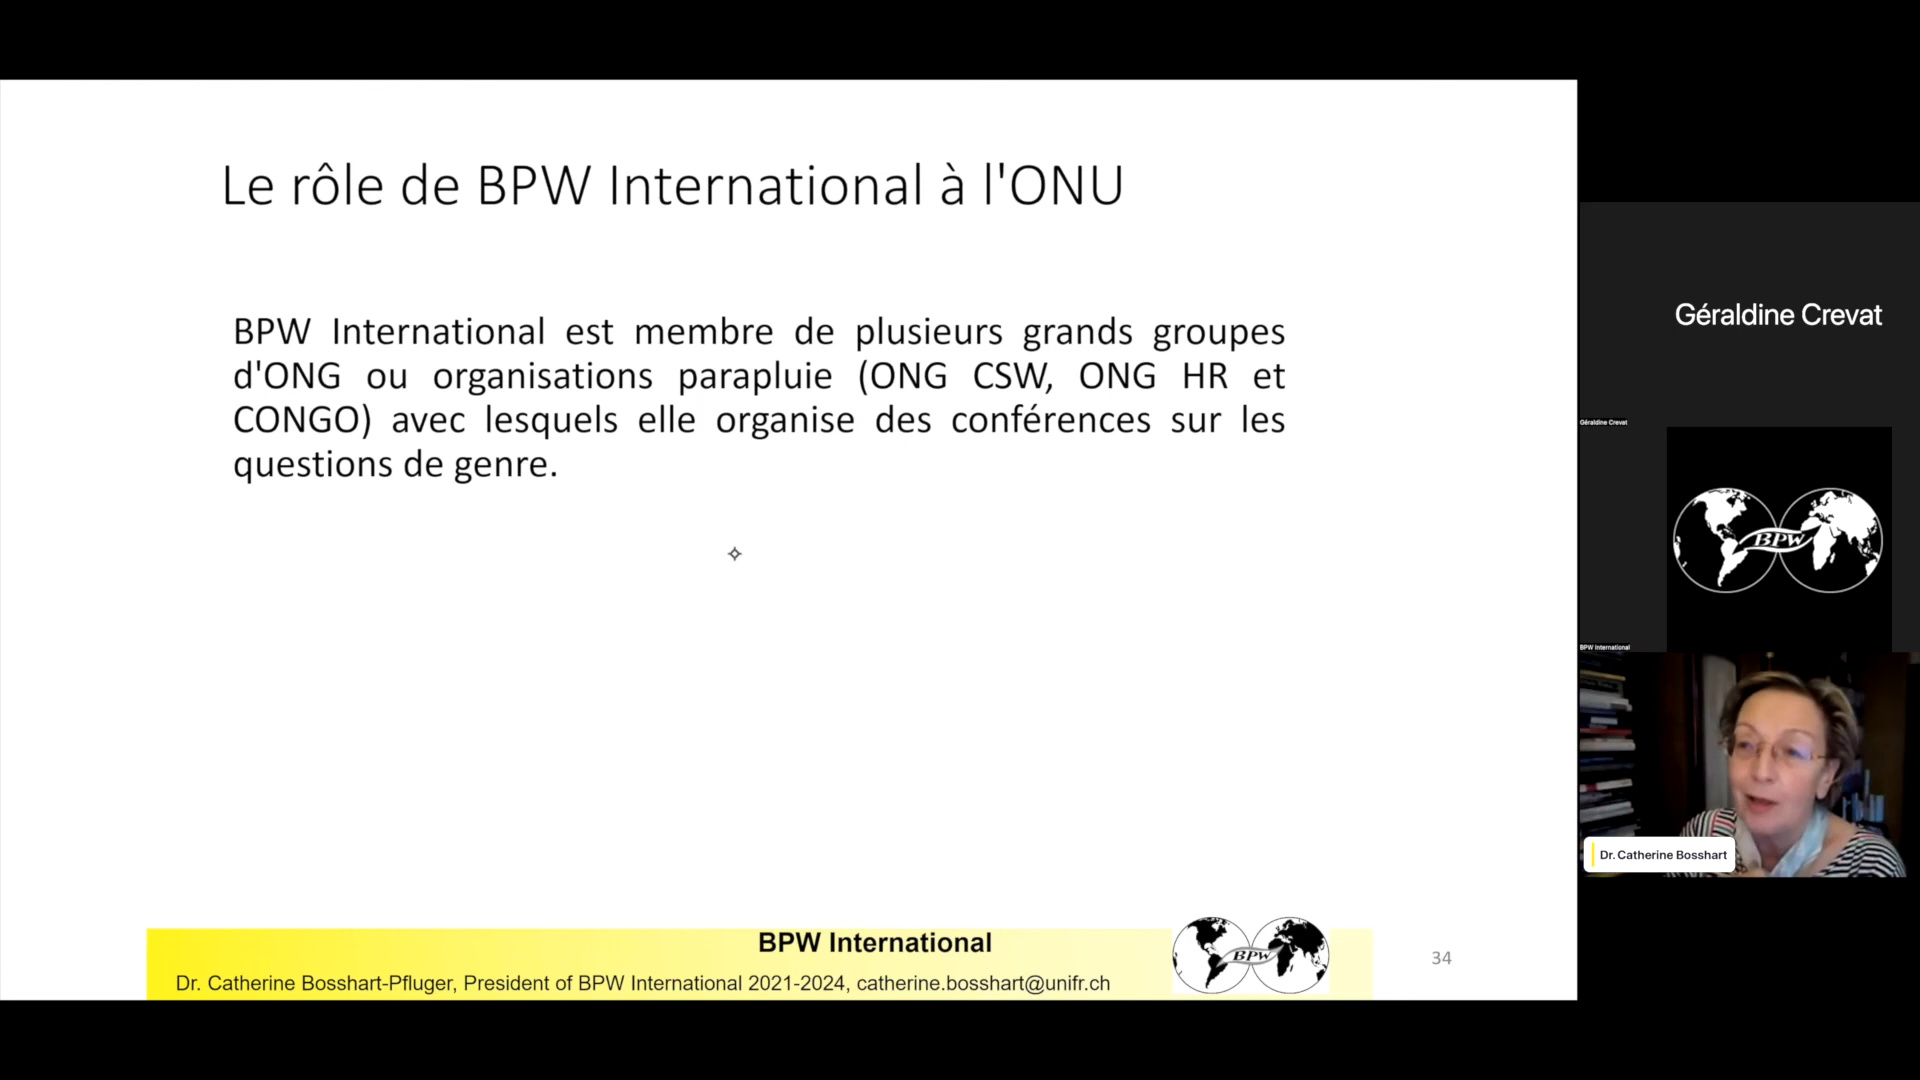 Le rôle de BPW International à l'ONU
BPW International est membre de plusieurs grands groupes
d'ONG ou organisations parapluie (ONG CSW, ONG HR et
CONGO) avec lesquels elle organise des conférences sur les
questions de genre.
BPW International
Dr. Catherine Bosshart-Pfluger, President of BPW International 2021-2024, catherine.bosshart@unifr.ch
BPW
34
Géraldine Crevat
Géraldine Crevat
BPW
BPW International
Dr. Catherine Bosshart